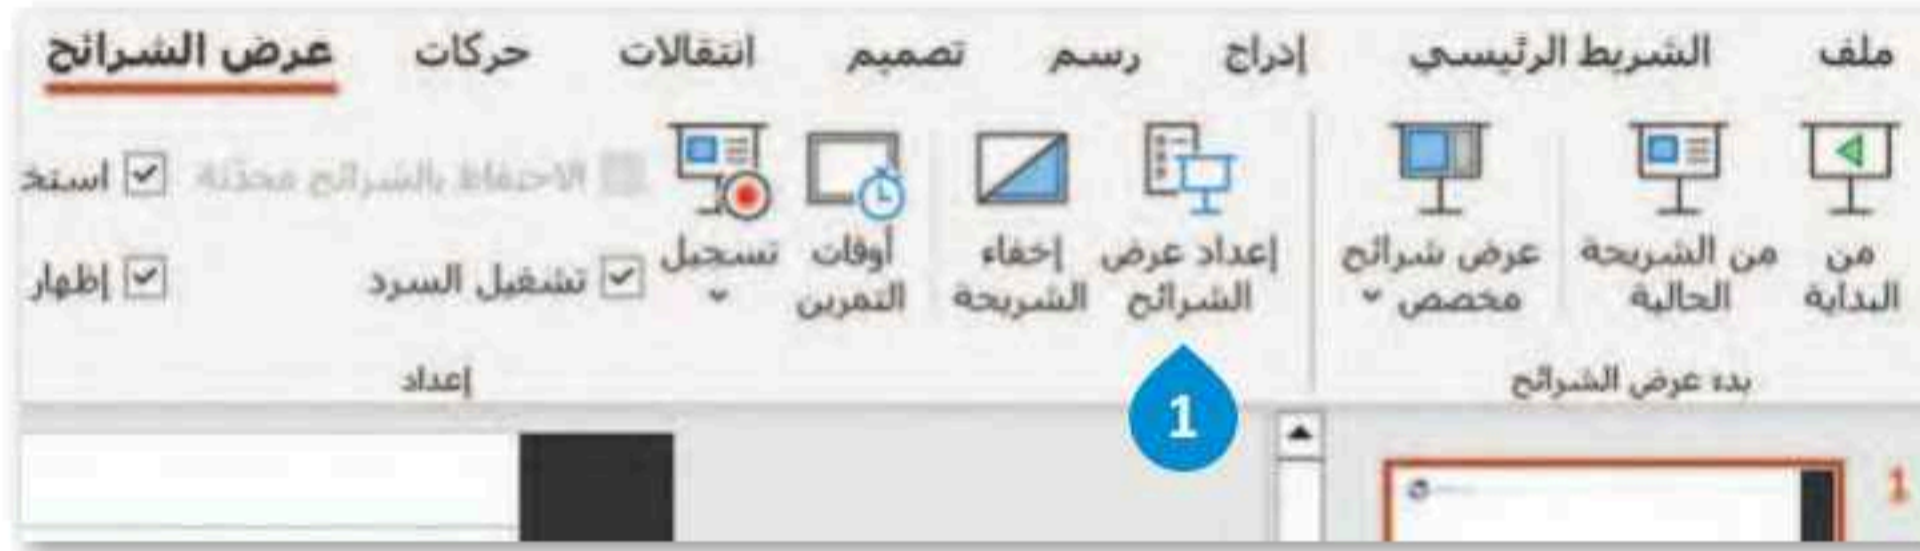 ملف الشريط الرئيسي إدراج رسم تصميم انتقالات حركات عرض الشرائح
من البداية
من الشريحة الحالية
عرض شرائح مخصص
إعداد عرض الشرائح
إخفاء الشريحة
أوقات التمرين
تسجيل
الاحتفاظ بالشرائح محدثة
تشغيل السرد
استخ
إظهار
بدء عرض الشرائح
إعداد
1
1